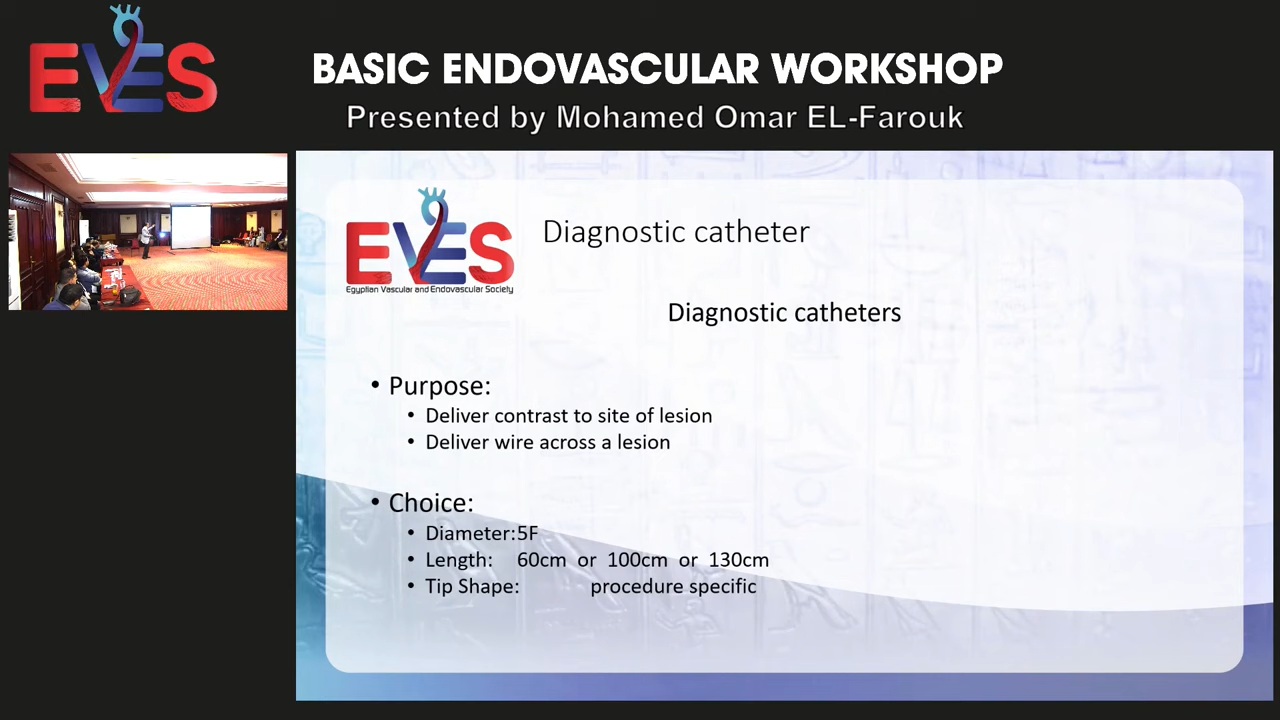 EVES
BASIC ENDOVASCULAR WORKSHOP
Presented by Mohamed Omar EL-Farouk
EVES
Egyptian Vascular and Endovascular Society
Diagnostic catheter
Diagnostic catheters
• Purpose:
• Deliver contrast to site of lesion
• Deliver wire across a lesion
• Choice:
• Diameter:5F
• Length: 60cm or 100cm or 130cm
• Tip Shape: procedure specific